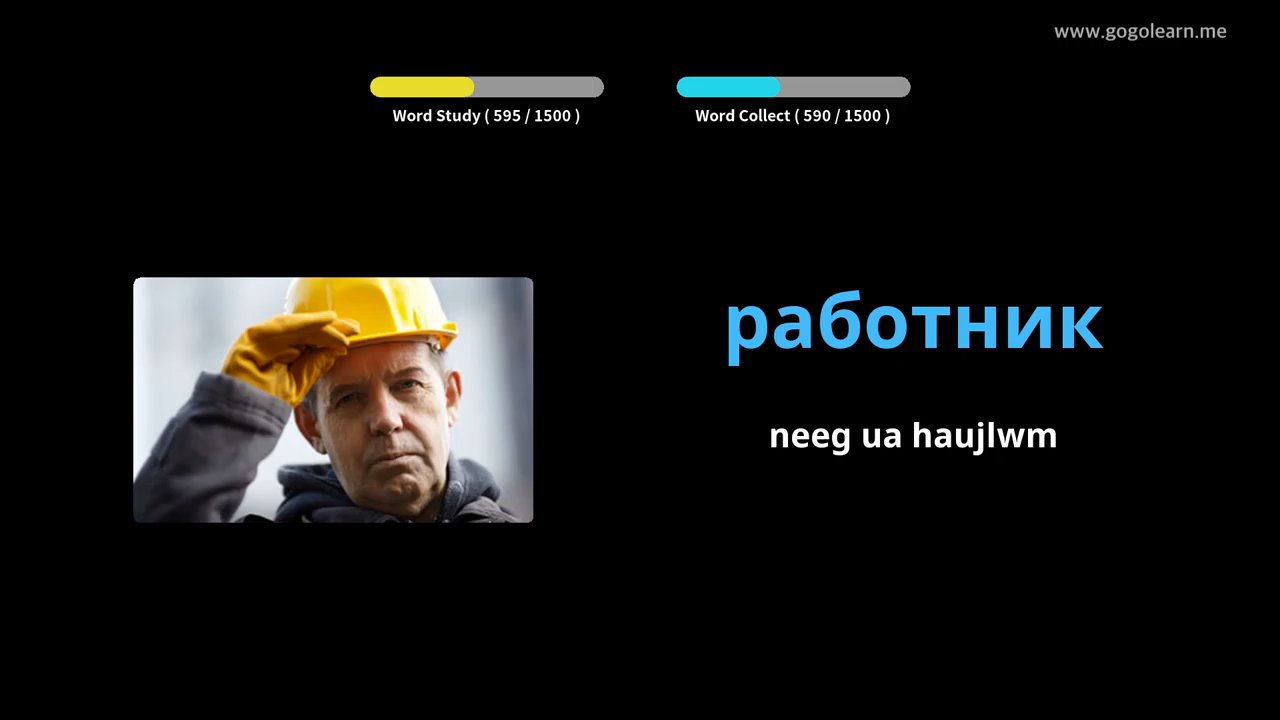 www.gogolearn.me
Word Study ( 595 / 1500 )
Word Collect ( 590 / 1500 )
работник
neeg ua haujlwm